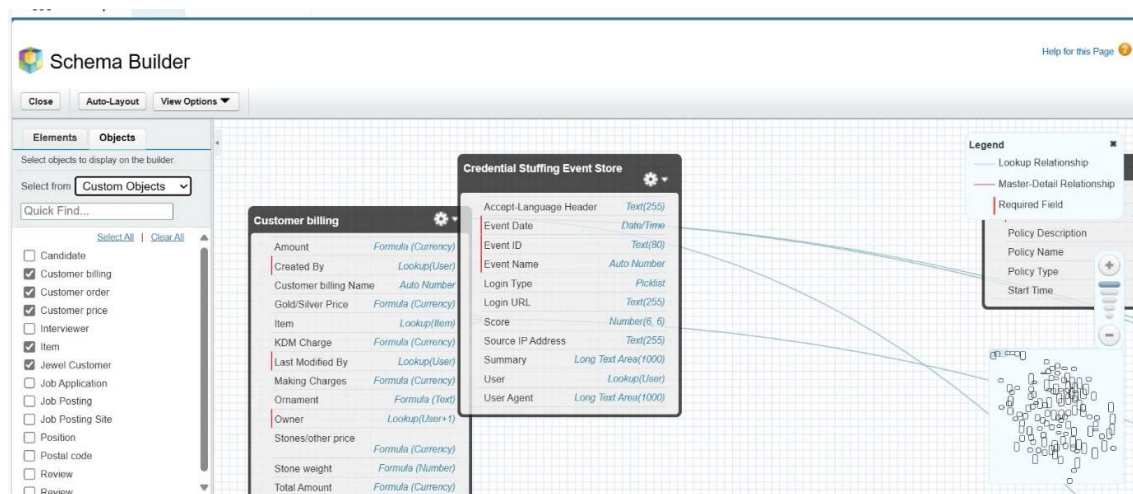 Schema Builder
Help for this Page
Close
Auto-Layout
View Options
Elements
Objects
Select objects to display on the builder.
Select from Custom Objects
Quick Find...
Select All | Clear All
Candidate
Customer billing
Customer order
Customer price
Interviewer
Item
Jewel Customer
Job Application
Job Posting
Job Posting Site
Position
Postal code
Review
Review
Customer billing
Amount Formula (Currency)
Created By Lookup(User)
Customer billing Name Auto Number
Gold/Silver Price Formula (Currency)
Item Lookup(Item)
KDM Charge Formula (Currency)
Last Modified By Lookup(User)
Making Charges Formula (Currency)
Ornament Formula (Text)
Owner Lookup(User+1)
Stones/other price
Formula (Currency)
Stone weight Formula (Number)
Total Amount Formula (Currency)
Credential Stuffing Event Store
Accept-Language Header Text(255)
Event Date Date/Time
Event ID Text(80)
Event Name Auto Number
Login Type Picklist
Login URL Text(255)
Score Number(6, 6)
Source IP Address Text(255)
Summary Long Text Area(1000)
User Lookup(User)
User Agent Long Text Area(1000)
Legend
Lookup Relationship
Master-Detail Relationship
Required Field
Policy Description
Policy Name
Policy Type
Start Time